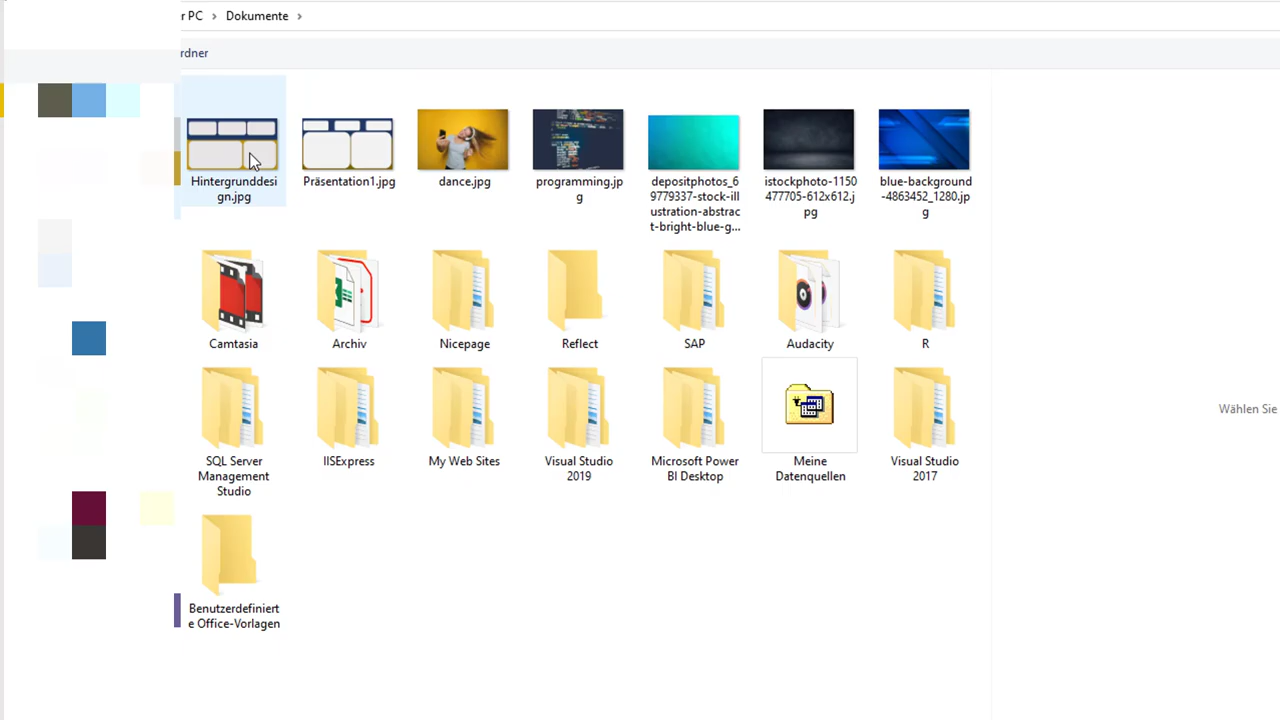 r PC > Dokumente >
rdner
Hintergrunddesi
gn.jpg
Präsentation1.jpg
dance.jpg
programming.jp
g
depositphotos_6
9779337-stock-ill
ustration-abstrac
t-bright-blue-g...
istockphoto-1150
477705-612x612.j
pg
blue-background
-4863452_1280.jp
g
Camtasia
Archiv
Nicepage
Reflect
SAP
Audacity
R
SQL Server
Management
Studio
IISExpress
My Web Sites
Visual Studio
2019
Microsoft Power
BI Desktop
Meine
Datenquellen
Visual Studio
2017
Benutzerdefiniert
e Office-Vorlagen
Wählen Sie